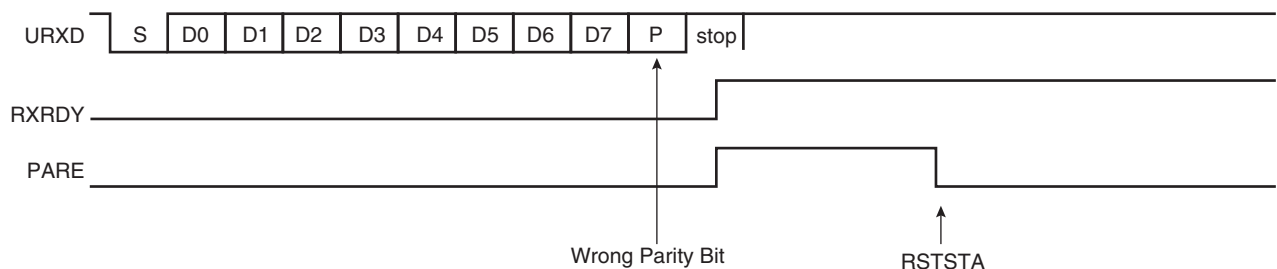 URXD S D0 D1 D2 D3 D4 D5 D6 D7 P stop
RXRDY
PARE
Wrong Parity Bit
RSTSTA